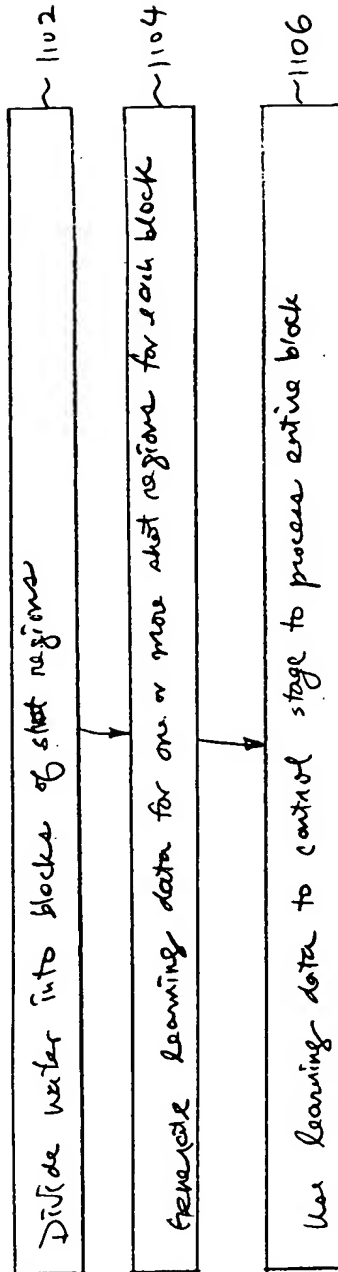 Divide wafer into blocks of shot regions ~1102
Generate learning data for one or more shot regions for each block ~1104
Use learning data to control stage to process entire block ~1106